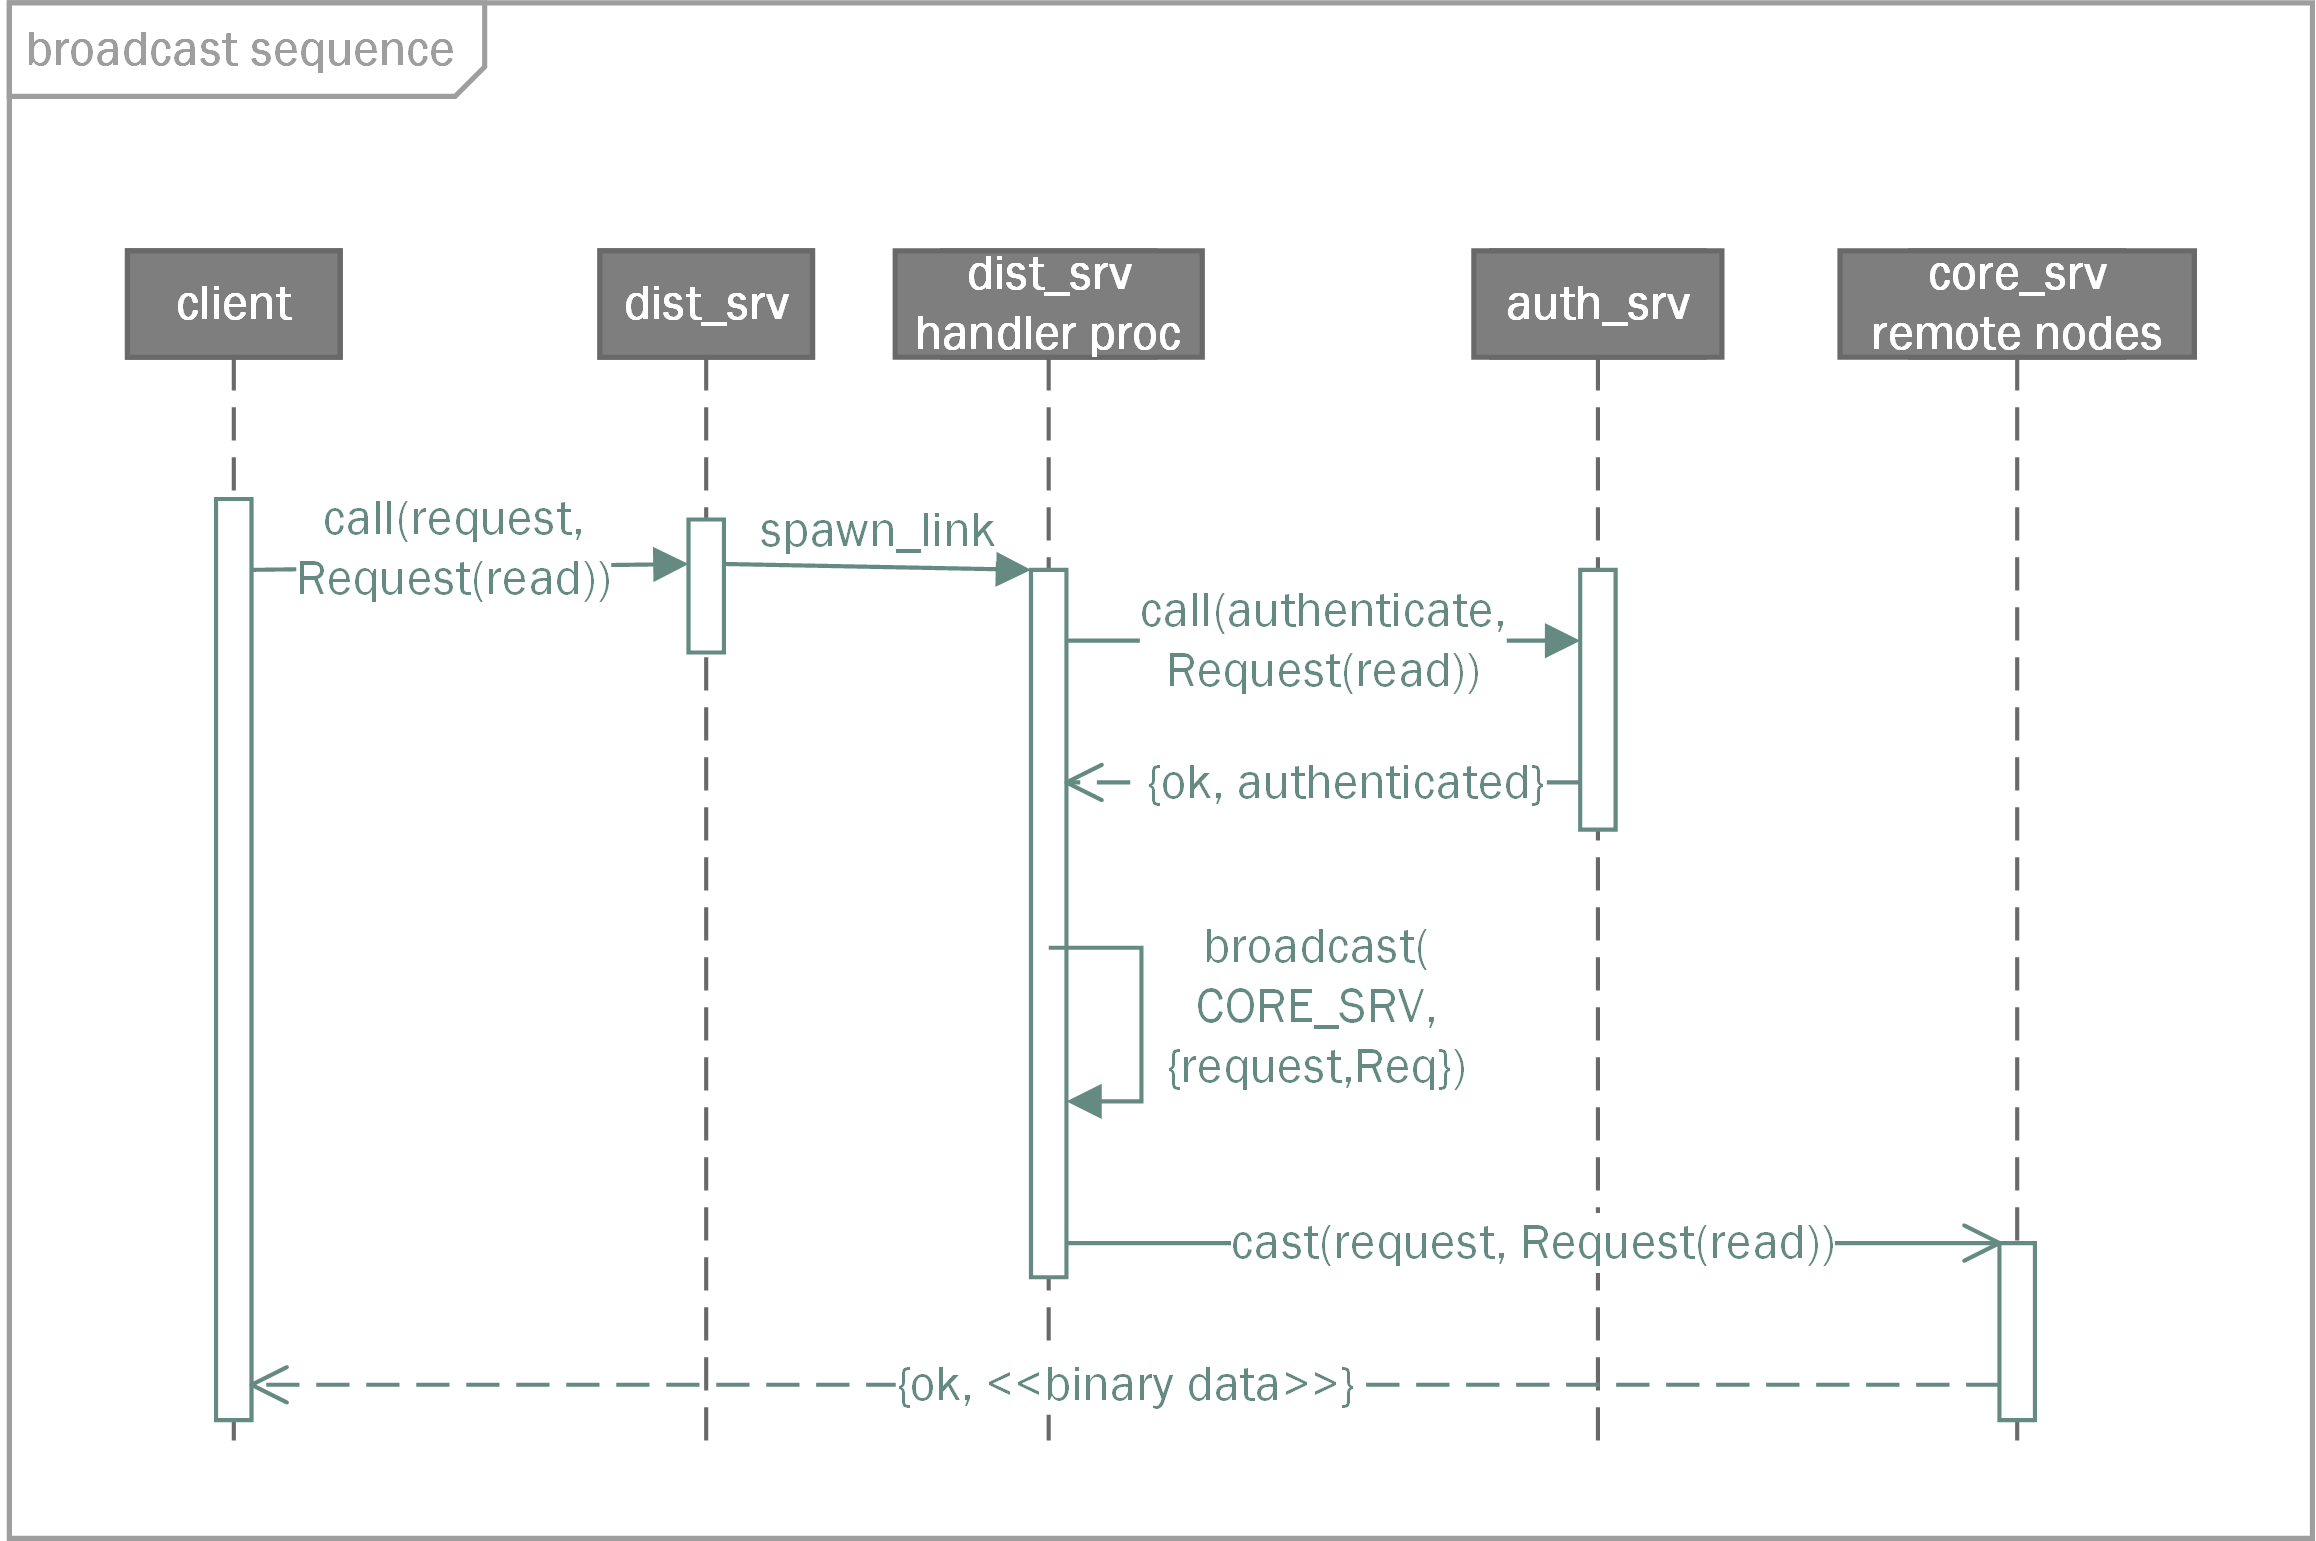 broadcast sequence
client
dist_srv
dist_srv
handler proc
auth_srv
core_srv
remote nodes
call(request,
Request(read))
spawn_link
call(authenticate,
Request(read))
{ok, authenticated}
broadcast(
CORE_SRV,
{request,Req})
cast(request, Request(read))
{ok, <<binary data>>}